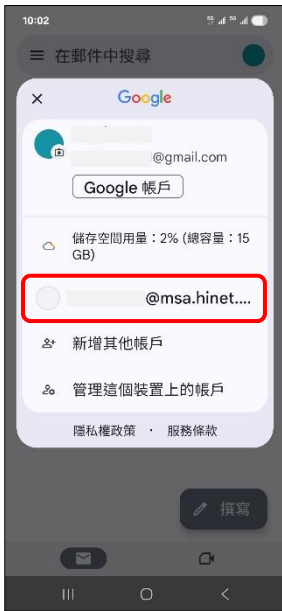 10:02
5G 5G
在郵件中搜尋
Google
@gmail.com
Google 帳戶
儲存空間用量：2% (總容量：15
GB)
@msa.hinet....
新增其他帳戶
管理這個裝置上的帳戶
隱私權政策 · 服務條款
撰寫